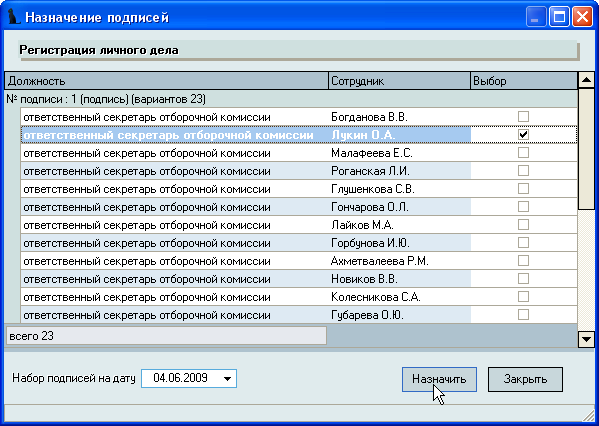 Назначение подписей
Регистрация личного дела
Должность Сотрудник Выбор
№ подписи : 1 (подпись) (вариантов 23)
ответственный секретарь отборочной комиссии Богданова В.В.
ответственный секретарь отборочной комиссии Лукин О.А.
ответственный секретарь отборочной комиссии Малафеева Е.С.
ответственный секретарь отборочной комиссии Роганская Л.И.
ответственный секретарь отборочной комиссии Глушенкова С.В.
ответственный секретарь отборочной комиссии Гончарова О.Л.
ответственный секретарь отборочной комиссии Лайков М.А.
ответственный секретарь отборочной комиссии Горбунова И.Ю.
ответственный секретарь отборочной комиссии Ахметвалеева Р.М.
ответственный секретарь отборочной комиссии Новиков В.В.
ответственный секретарь отборочной комиссии Колесникова С.А.
ответственный секретарь отборочной комиссии Губарева О.Ю.
всего 23
Набор подписей на дату 04.06.2009 Назначить Закрыть